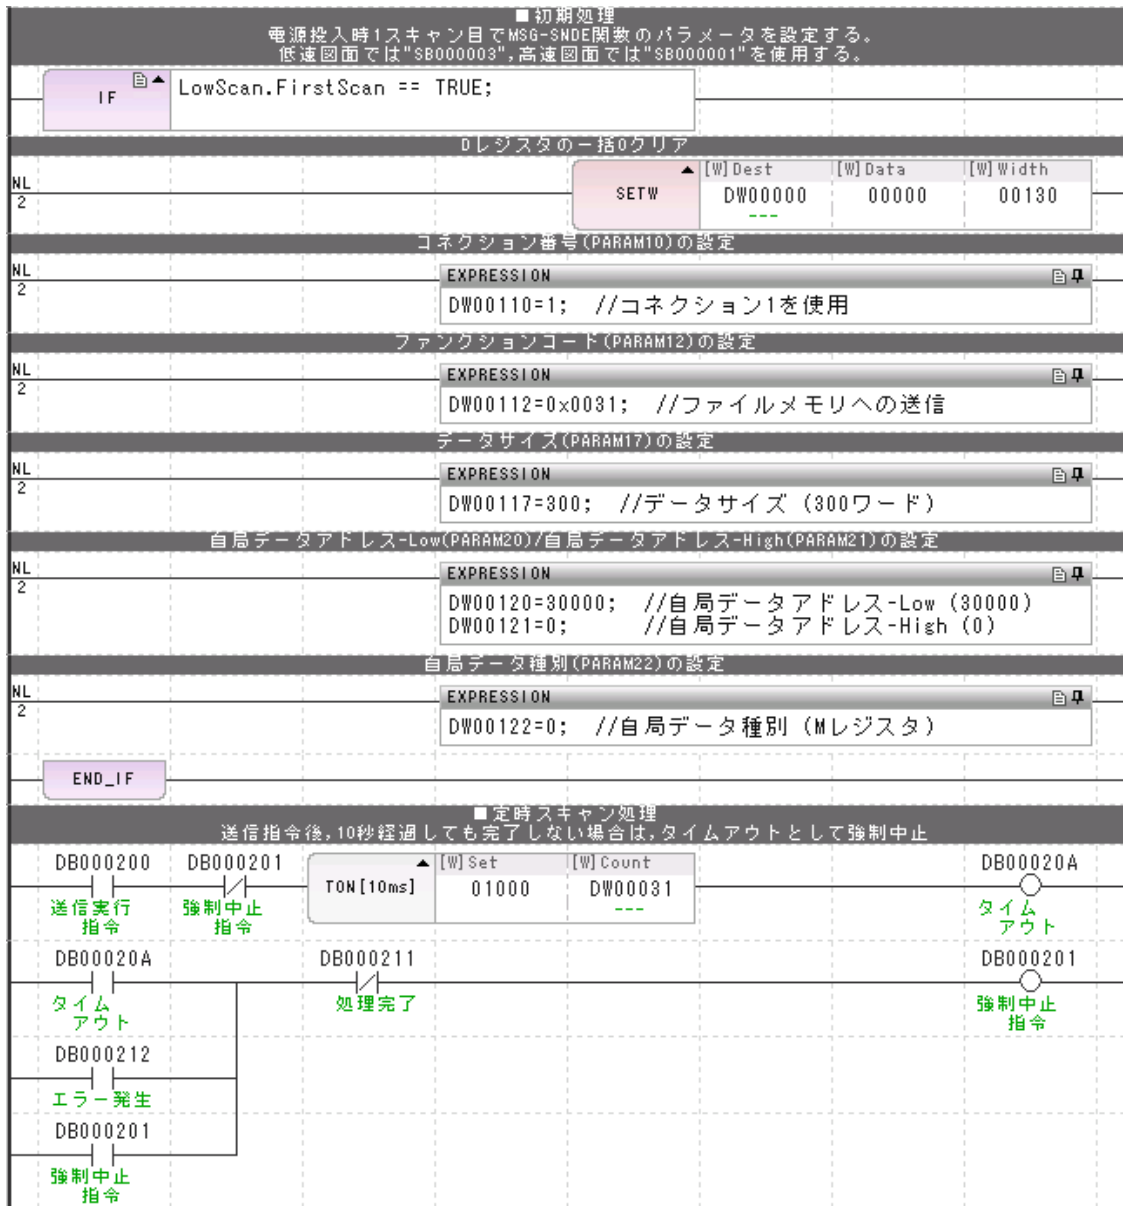 ■初期処理
電源投入時1スキャン目でMSG-SNDE関数のパラメータを設定する。
低速図面では"SB000003",高速図面では"SB000001"を使用する。
IF
LowScan.FirstScan == TRUE;
Dレジスタの一括0クリア
NL
2
SETW
[W]Dest [W]Data [W]Width
DW00000 00000 00130
---
コネクション番号(PARAM10)の設定
NL
2
EXPRESSION
DW00110=1; //コネクション1を使用
ファンクションコード(PARAM12)の設定
NL
2
EXPRESSION
DW00112=0x0031; //ファイルメモリへの送信
データサイズ(PARAM17)の設定
NL
2
EXPRESSION
DW00117=300; //データサイズ (300ワード)
自局データアドレス-Low(PARAM20)/自局データアドレス-High(PARAM21)の設定
NL
2
EXPRESSION
DW00120=30000; //自局データアドレス-Low (30000)
DW00121=0; //自局データアドレス-High (0)
自局データ種別(PARAM22)の設定
NL
2
EXPRESSION
DW00122=0; //自局データ種別 (Mレジスタ)
END_IF
■定時スキャン処理
送信指令後,10秒経過しても完了しない場合は,タイムアウトとして強制中止
DB000200 DB000201 [W]Set [W]Count DB00020A
TON[10ms] 01000 DW00031
---
送信実行 強制中止 タイム
指令 指令 アウト
DB00020A DB000211 DB000201
タイム 処理完了 強制中止
アウト 指令
DB000212
エラー発生
DB000201
強制中止
指令